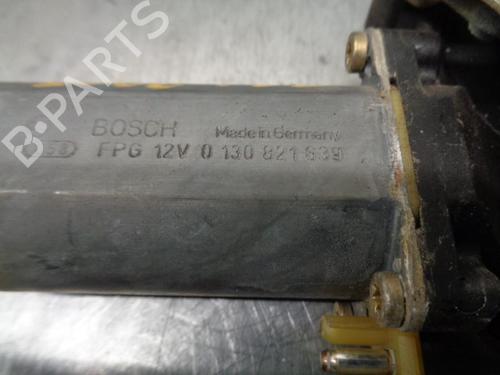 B-PARTS
BOSCH Made in Germany
FPG 12V 0 130 821 639